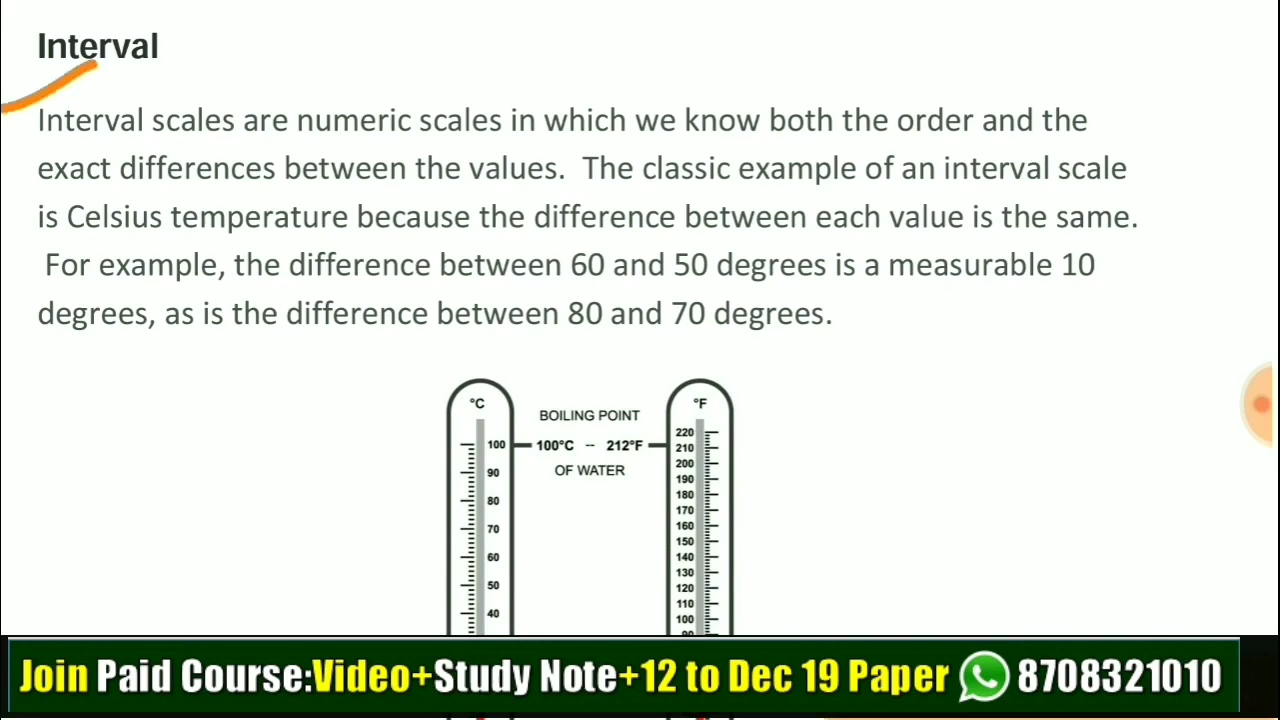 Interval
Interval scales are numeric scales in which we know both the order and the
exact differences between the values.  The classic example of an interval scale
is Celsius temperature because the difference between each value is the same.
For example, the difference between 60 and 50 degrees is a measurable 10
degrees, as is the difference between 80 and 70 degrees.
°C
BOILING POINT
°F
100
100°C -- 212°F
OF WATER
90
80
70
60
50
40
220
210
200
190
180
170
160
150
140
130
120
110
100
90
Join Paid Course:Video+Study Note+12 to Dec 19 Paper 8708321010